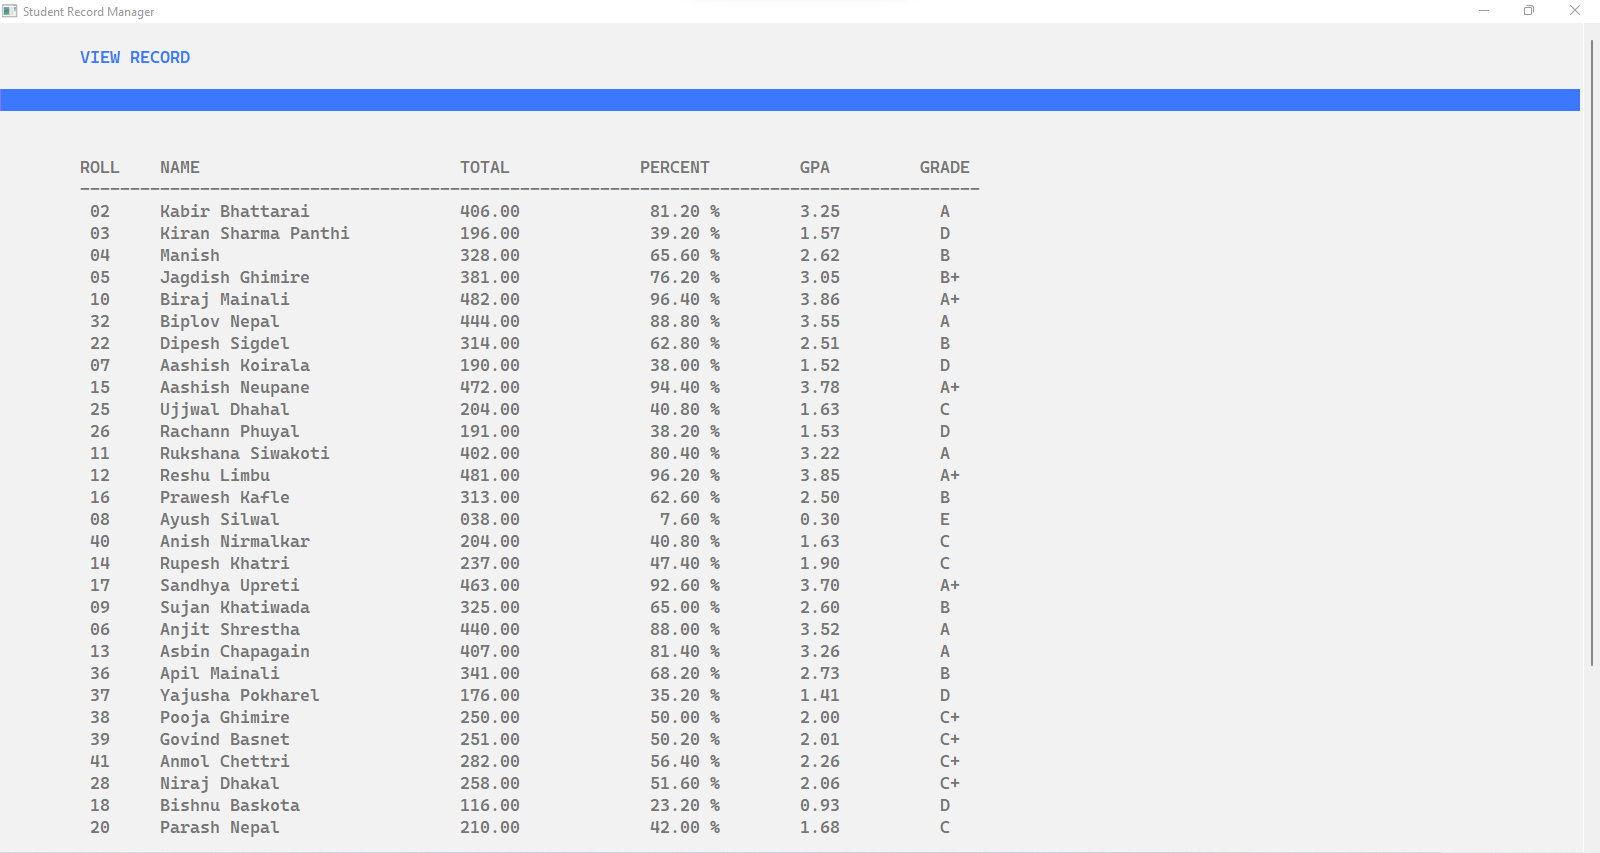 Student Record Manager
VIEW RECORD
ROLL NAME TOTAL PERCENT GPA GRADE
02 Kabir Bhattarai 406.00 81.20 % 3.25 A
03 Kiran Sharma Panthi 196.00 39.20 % 1.57 D
04 Manish 328.00 65.60 % 2.62 B
05 Jagdish Ghimire 381.00 76.20 % 3.05 B+
10 Biraj Mainali 482.00 96.40 % 3.86 A+
32 Biplov Nepal 444.00 88.80 % 3.55 A
22 Dipesh Sigdel 314.00 62.80 % 2.51 B
07 Aashish Koirala 190.00 38.00 % 1.52 D
15 Aashish Neupane 472.00 94.40 % 3.78 A+
25 Ujjwal Dhahal 204.00 40.80 % 1.63 C
26 Rachann Phuyal 191.00 38.20 % 1.53 D
11 Rukshana Siwakoti 402.00 80.40 % 3.22 A
12 Reshu Limbu 481.00 96.20 % 3.85 A+
16 Prawesh Kafle 313.00 62.60 % 2.50 B
08 Ayush Silwal 038.00 7.60 % 0.30 E
40 Anish Nirmalkar 204.00 40.80 % 1.63 C
14 Rupesh Khatri 237.00 47.40 % 1.90 C
17 Sandhya Upreti 463.00 92.60 % 3.70 A+
09 Sujan Khatiwada 325.00 65.00 % 2.60 B
06 Anjit Shrestha 440.00 88.00 % 3.52 A
13 Asbin Chapagain 407.00 81.40 % 3.26 A
36 Apil Mainali 341.00 68.20 % 2.73 B
37 Yajusha Pokharel 176.00 35.20 % 1.41 D
38 Pooja Ghimire 250.00 50.00 % 2.00 C+
39 Govind Basnet 251.00 50.20 % 2.01 C+
41 Anmol Chettri 282.00 56.40 % 2.26 C+
28 Niraj Dhakal 258.00 51.60 % 2.06 C+
18 Bishnu Baskota 116.00 23.20 % 0.93 D
20 Parash Nepal 210.00 42.00 % 1.68 C